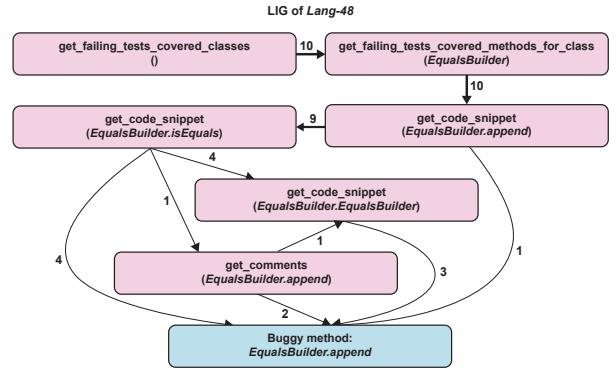 LIG of Lang-48
get_failing_tests_covered_classes
()
10
get_failing_tests_covered_methods_for_class
(EqualsBuilder)
10
get_code_snippet
(EqualsBuilder.isEquals)
9
get_code_snippet
(EqualsBuilder.append)
4
get_code_snippet
(EqualsBuilder.EqualsBuilder)
1
1
4
get_comments
(EqualsBuilder.append)
3
1
2
Buggy method:
EqualsBuilder.append